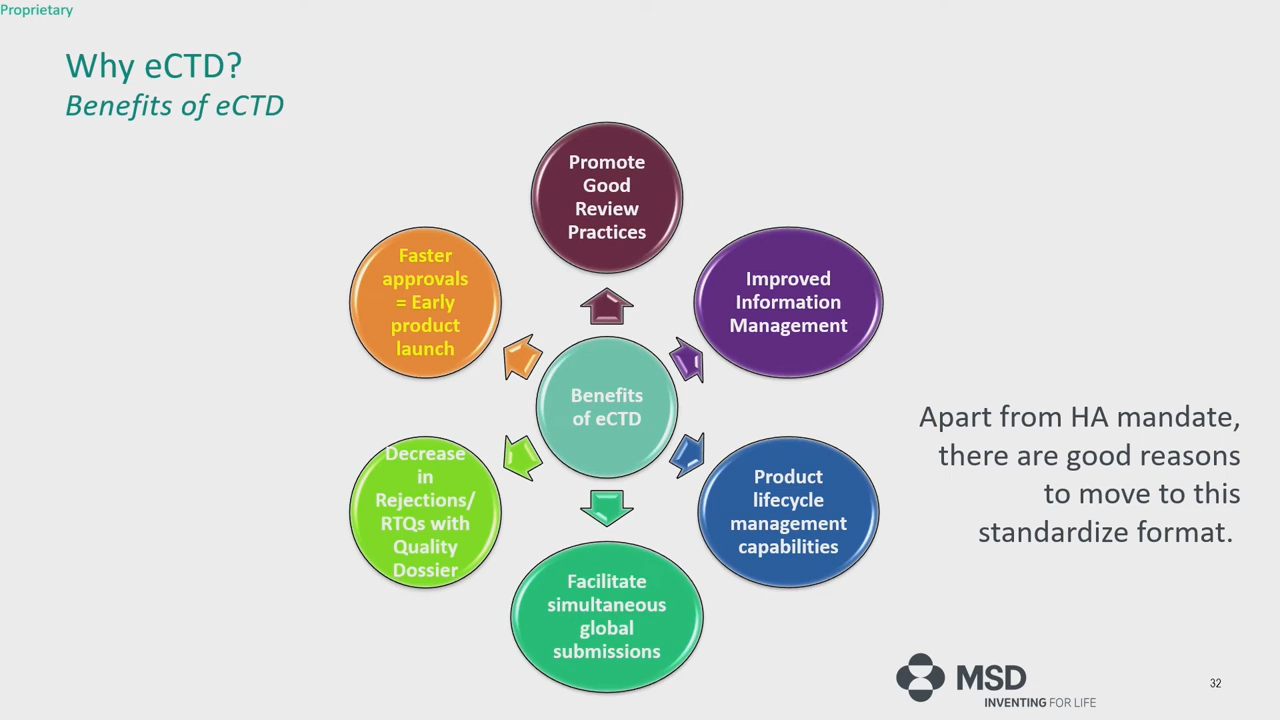 Proprietary
Why eCTD?
Benefits of eCTD
Promote
Good
Review
Practices
Improved
Information
Management
Product
lifecycle
management
capabilities
Facilitate
simultaneous
global
submissions
Decrease
in
Rejections/
RTQs with
Quality
Dossier
Faster
approvals
= Early
product
launch
Benefits
of eCTD
Apart from HA mandate,
there are good reasons
to move to this
standardize format.
MSD
INVENTING FOR LIFE
32